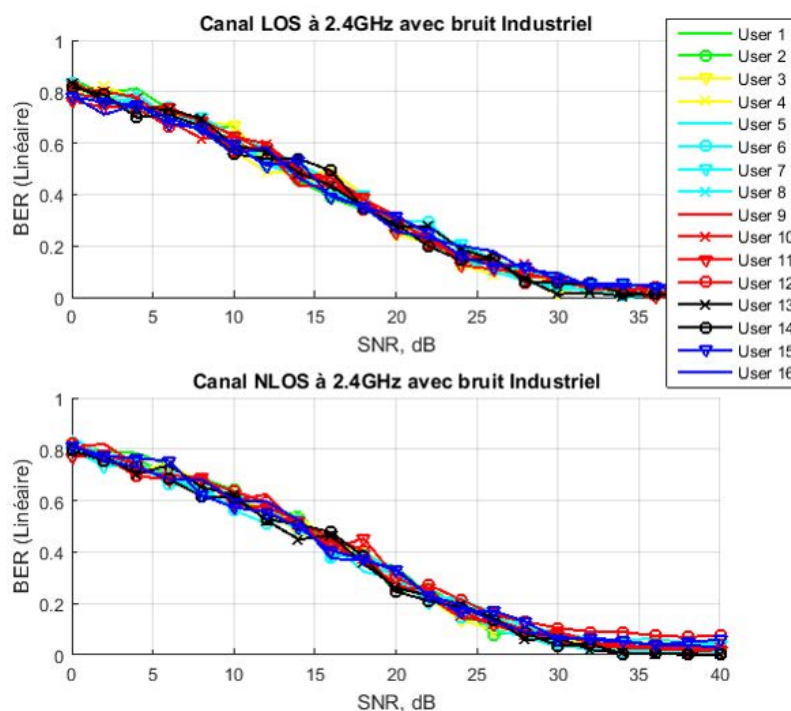 Canal LOS à 2.4GHz avec bruit Industriel
1
0.8
0.6
0.4
0.2
0
BER (Linéaire)
0 5 10 15 20 25 30 35
SNR, dB
User 1
User 2
User 3
User 4
User 5
User 6
User 7
User 8
User 9
User 10
User 11
User 12
User 13
User 14
User 15
User 16
Canal NLOS à 2.4GHz avec bruit Industriel
1
0.8
0.6
0.4
0.2
0
BER (Linéaire)
0 5 10 15 20 25 30 35 40
SNR, dB